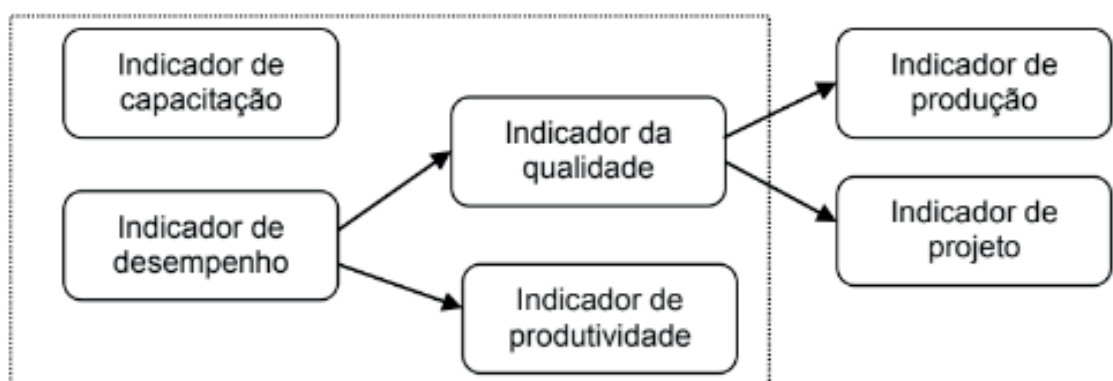 Indicador de
capacitação
Indicador de
desempenho
Indicador da
qualidade
Indicador de
produtividade
Indicador de
produção
Indicador de
projeto